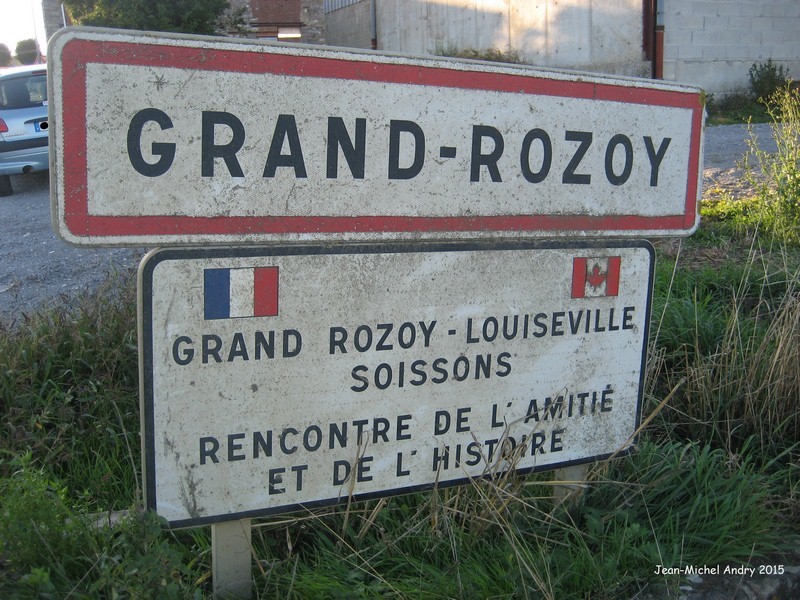 GRAND-ROZOY
GRAND ROZOY - LOUISEVILLE
SOISSONS
RENCONTRE DE L'AMITIÉ
ET DE L'HISTOIRE
Jean-Michel Andry 2015